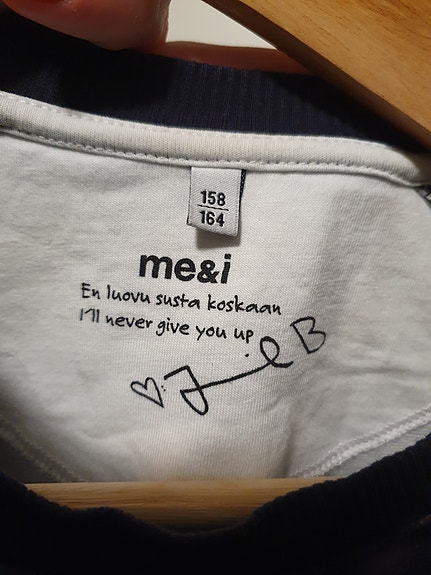 158
164
me&i
En luovu susta koskaan
I'll never give you up